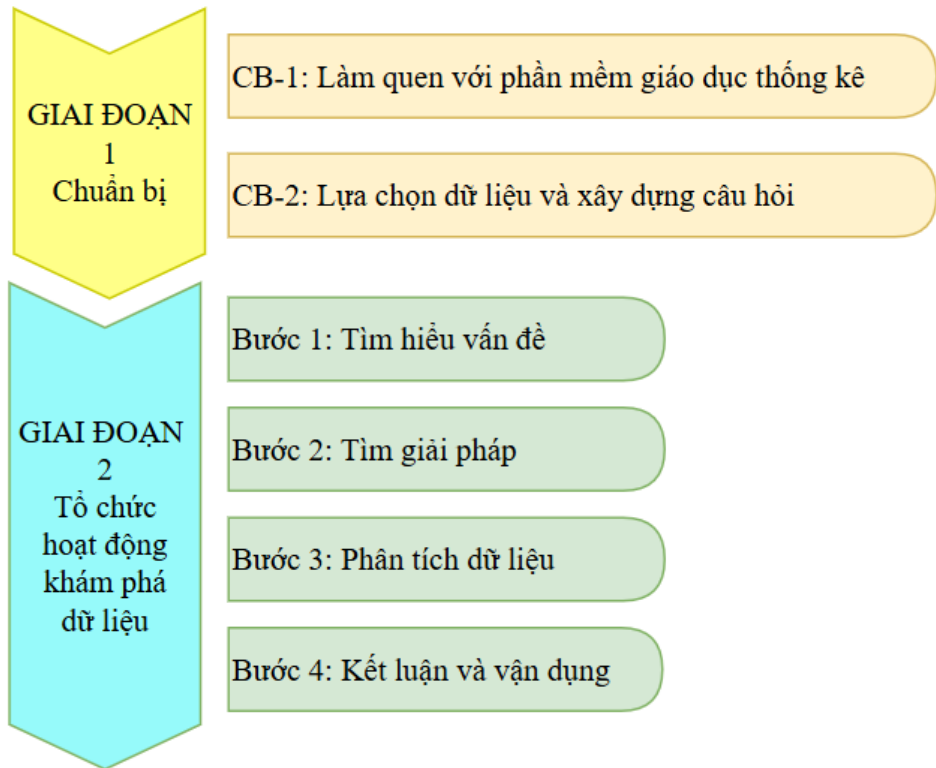 GIAI ĐOẠN
1
Chuẩn bị
CB-1: Làm quen với phần mềm giáo dục thống kê
CB-2: Lựa chọn dữ liệu và xây dựng câu hỏi
GIAI ĐOẠN
2
Tổ chức
hoạt động
khám phá
dữ liệu
Bước 1: Tìm hiểu vấn đề
Bước 2: Tìm giải pháp
Bước 3: Phân tích dữ liệu
Bước 4: Kết luận và vận dụng